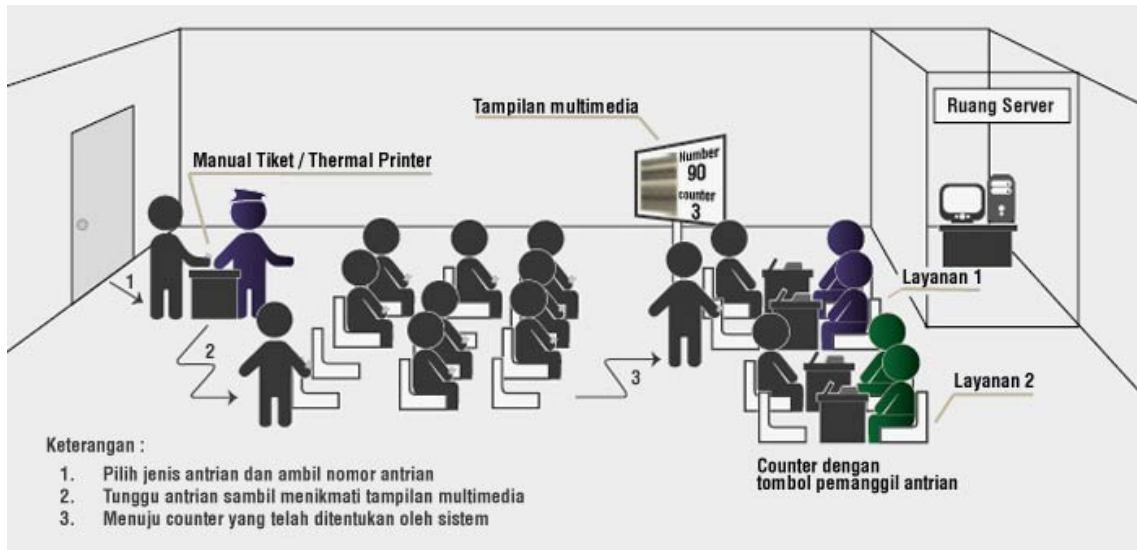 Ruang Server
Tampilan multimedia
Number
90
counter
3
Manual Tiket / Thermal Printer
1
2
3
Layanan 1
Layanan 2
Counter dengan
tombol pemanggil antrian
Keterangan :
1. Pilih jenis antrian dan ambil nomor antrian
2. Tunggu antrian sambil menikmati tampilan multimedia
3. Menuju counter yang telah ditentukan oleh sistem